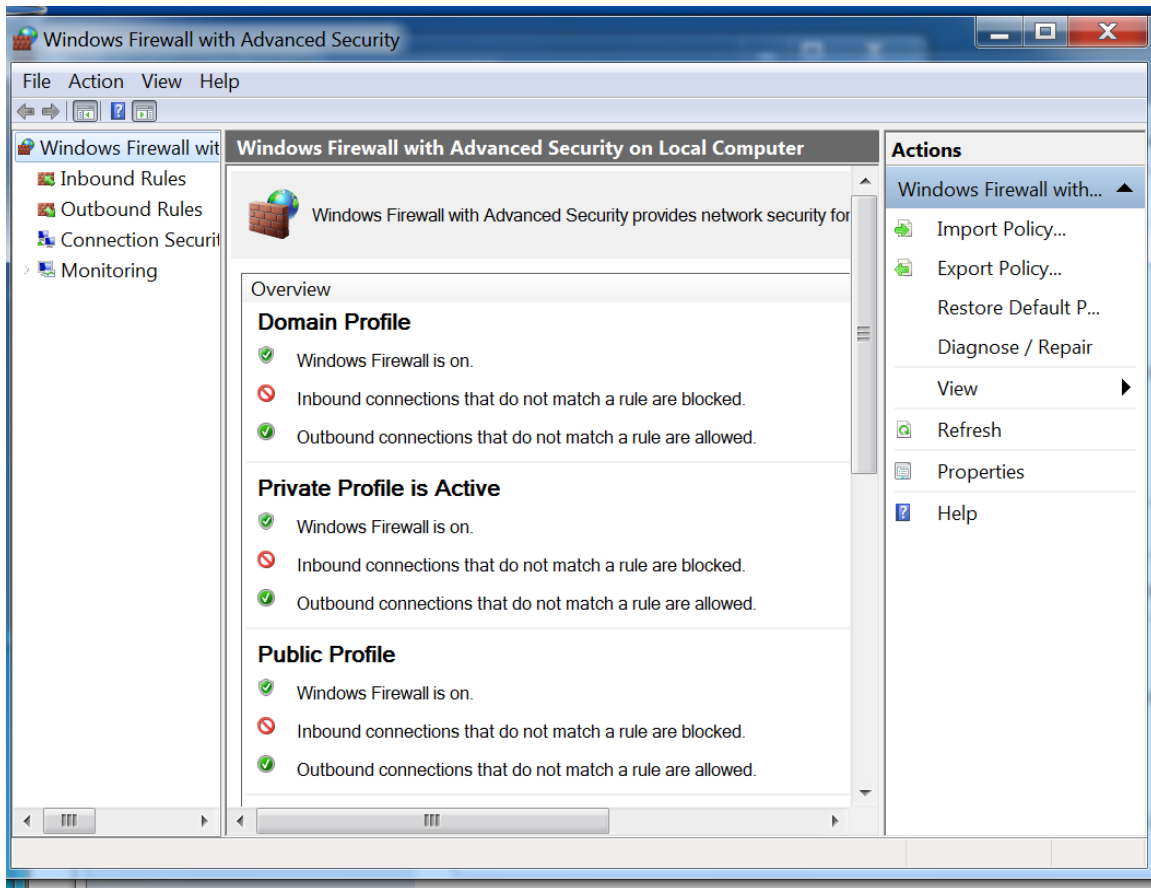 Windows Firewall with Advanced Security
File Action View Help
Windows Firewall wit
Inbound Rules
Outbound Rules
Connection Securit
Monitoring
Windows Firewall with Advanced Security on Local Computer
Windows Firewall with Advanced Security provides network security for
Overview
Domain Profile
Windows Firewall is on.
Inbound connections that do not match a rule are blocked.
Outbound connections that do not match a rule are allowed.
Private Profile is Active
Windows Firewall is on.
Inbound connections that do not match a rule are blocked.
Outbound connections that do not match a rule are allowed.
Public Profile
Windows Firewall is on.
Inbound connections that do not match a rule are blocked.
Outbound connections that do not match a rule are allowed.
Actions
Windows Firewall with...
Import Policy...
Export Policy...
Restore Default P...
Diagnose / Repair
View
Refresh
Properties
Help